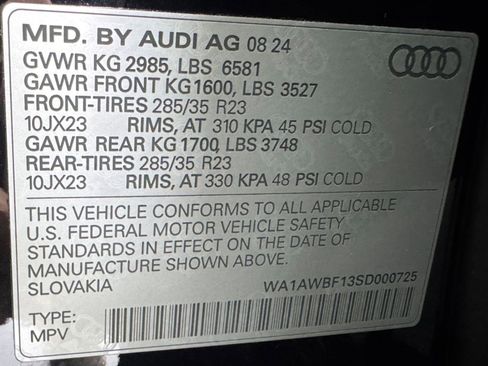 MFD. BY AUDI AG 08 24
GVWR KG 2985, LBS 6581
GAWR FRONT KG 1600, LBS 3527
FRONT-TIRES 285/35 R23
10JX23 RIMS, AT 310 KPA 45 PSI COLD
GAWR REAR KG 1700, LBS 3748
REAR-TIRES 285/35 R23
10JX23 RIMS, AT 330 KPA 48 PSI COLD
THIS VEHICLE CONFORMS TO ALL APPLICABLE
U.S. FEDERAL MOTOR VEHICLE SAFETY
STANDARDS IN EFFECT ON THE DATE OF
MANUFACTURE SHOWN ABOVE.
SLOVAKIA WA1AWBF13SD000725
TYPE:
MPV